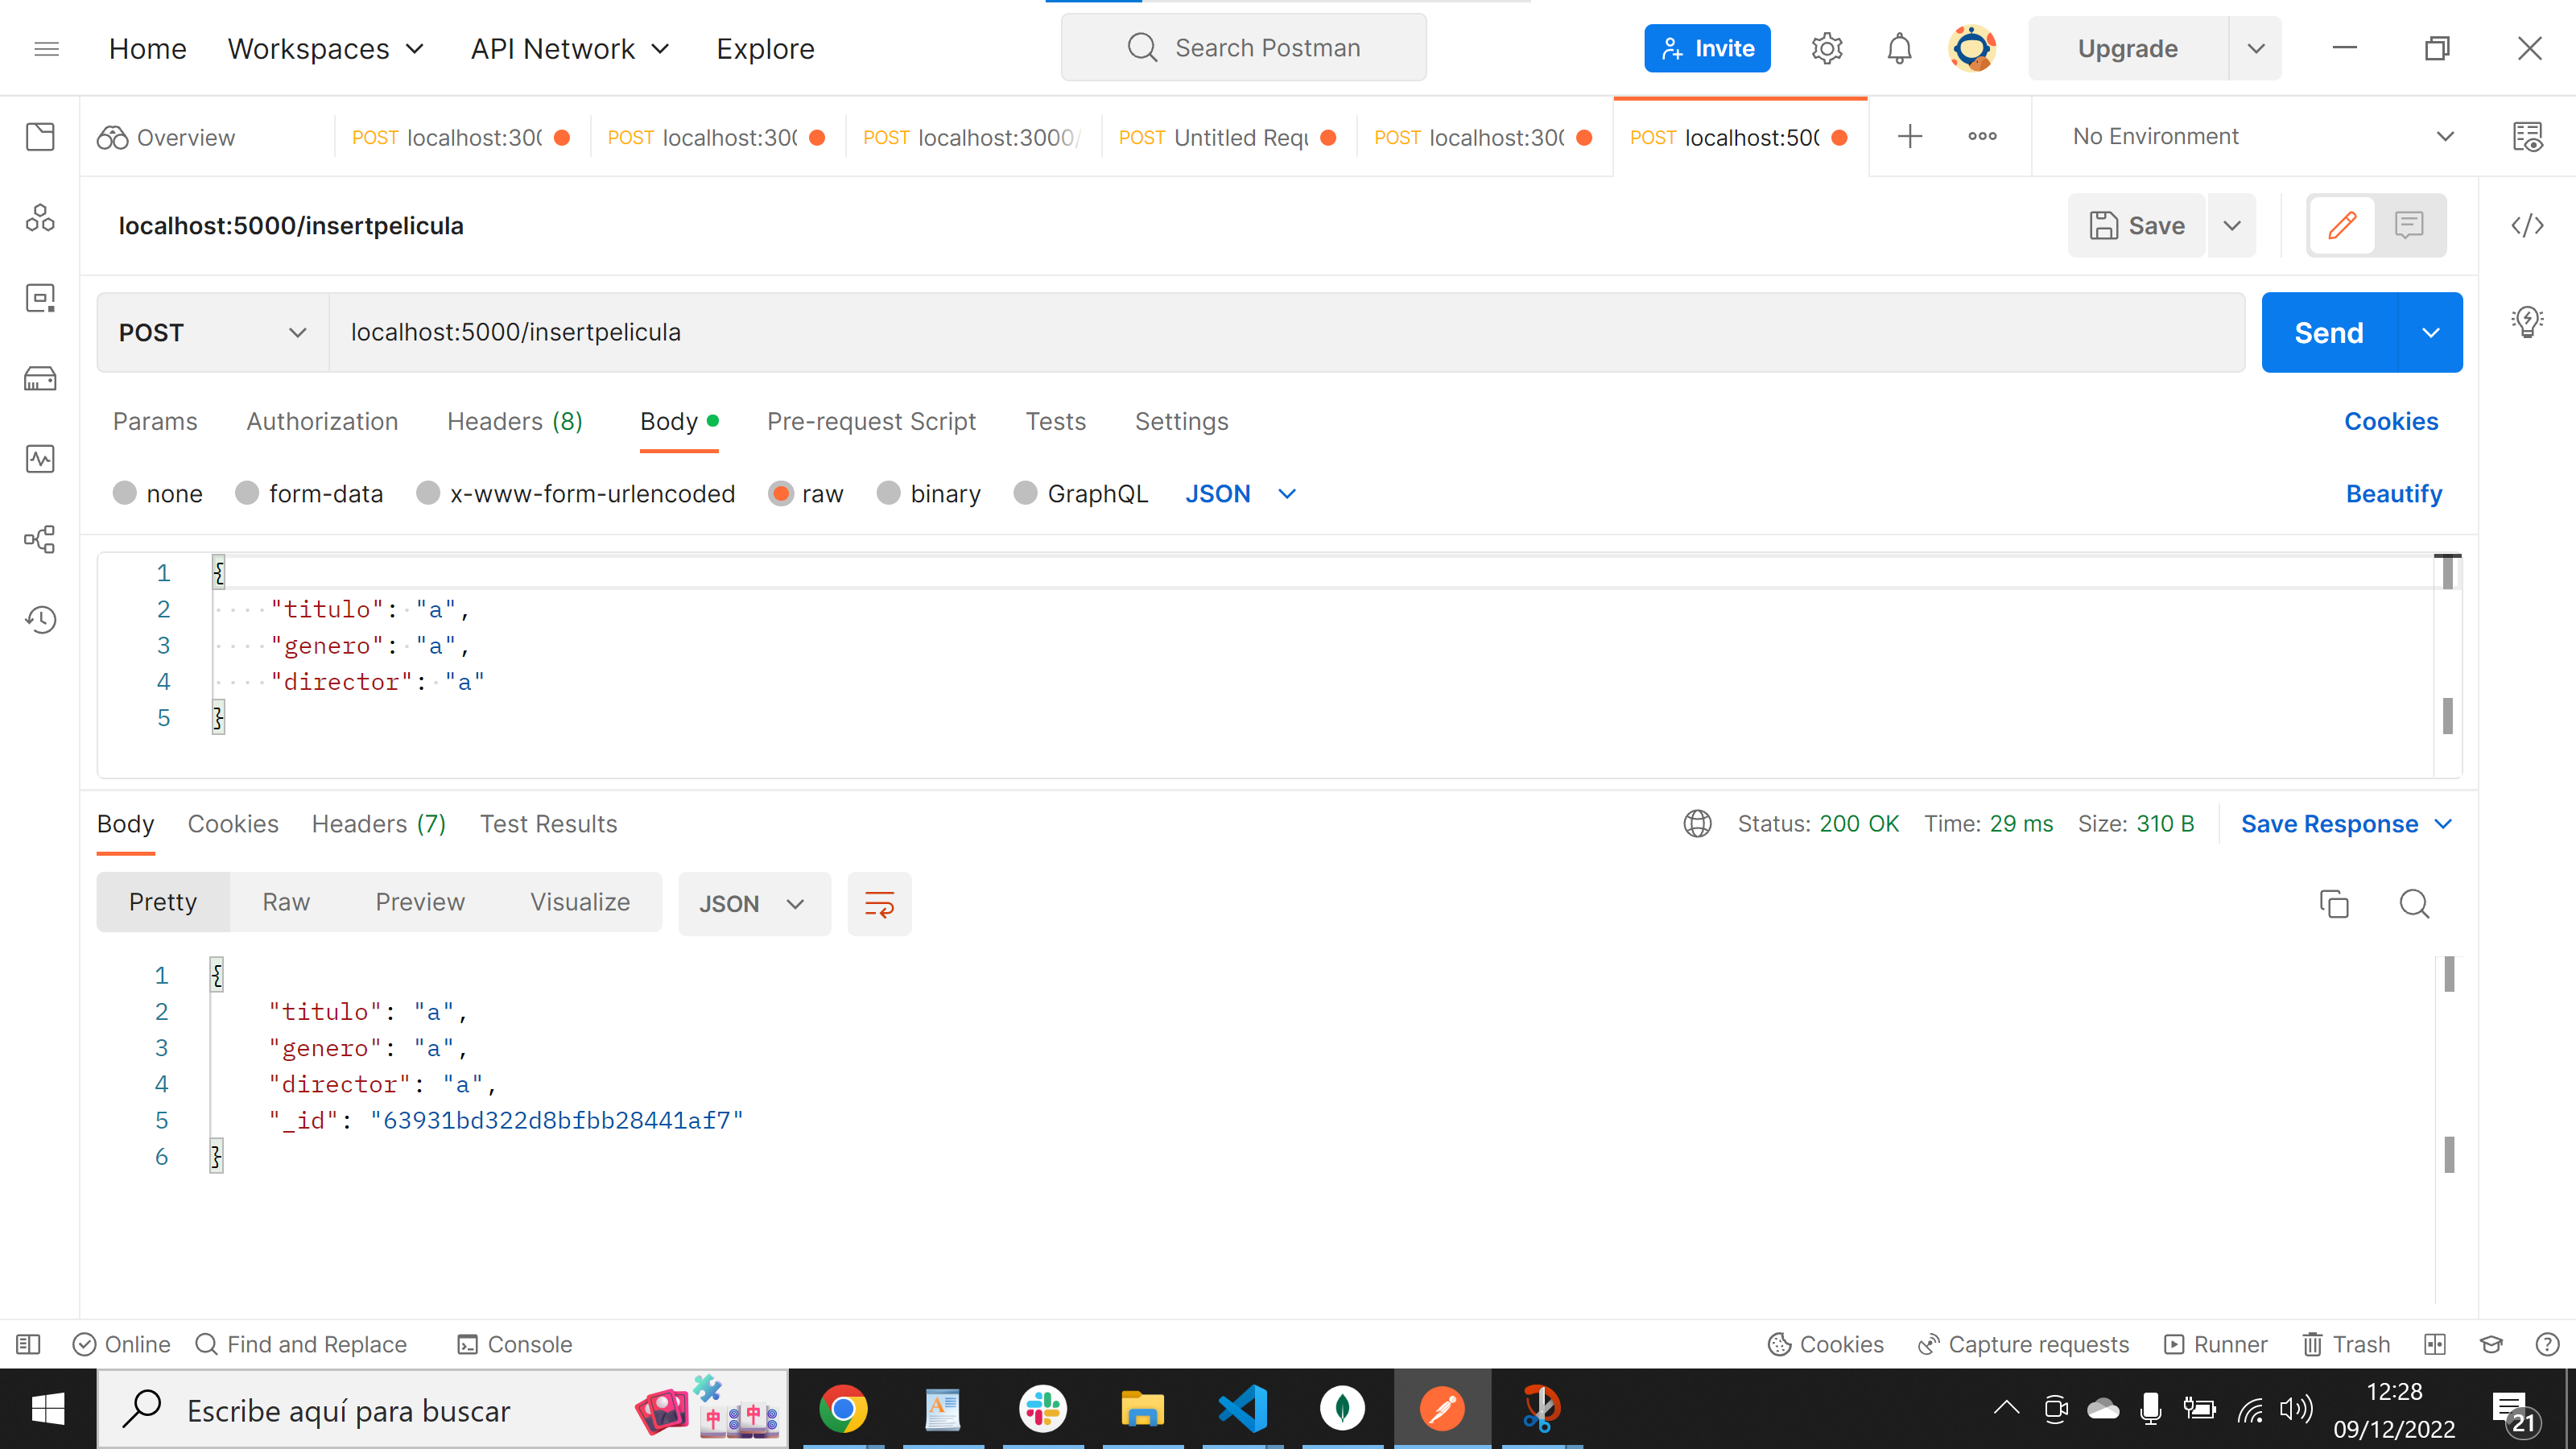 Home Workspaces API Network Explore Search Postman Invite Upgrade
Overview POST localhost:300 POST localhost:300 POST localhost:3000/ POST Untitled Requ POST localhost:300 POST localhost:500 No Environment
localhost:5000/insertpelicula Save
POST localhost:5000/insertpelicula Send
Params Authorization Headers (8) Body Pre-request Script Tests Settings Cookies
none form-data x-www-form-urlencoded raw binary GraphQL JSON Beautify
1 {
2 "titulo": "a",
3 "genero": "a",
4 "director": "a"
5 }
Body Cookies Headers (7) Test Results Status: 200 OK Time: 29 ms Size: 310 B Save Response
Pretty Raw Preview Visualize JSON
1 {
2 "titulo": "a",
3 "genero": "a",
4 "director": "a",
5 "_id": "63931bd322d8bfbb28441af7"
6 }
Online Find and Replace Console Cookies Capture requests Runner Trash
Escribe aquí para buscar 12:28
09/12/2022 21